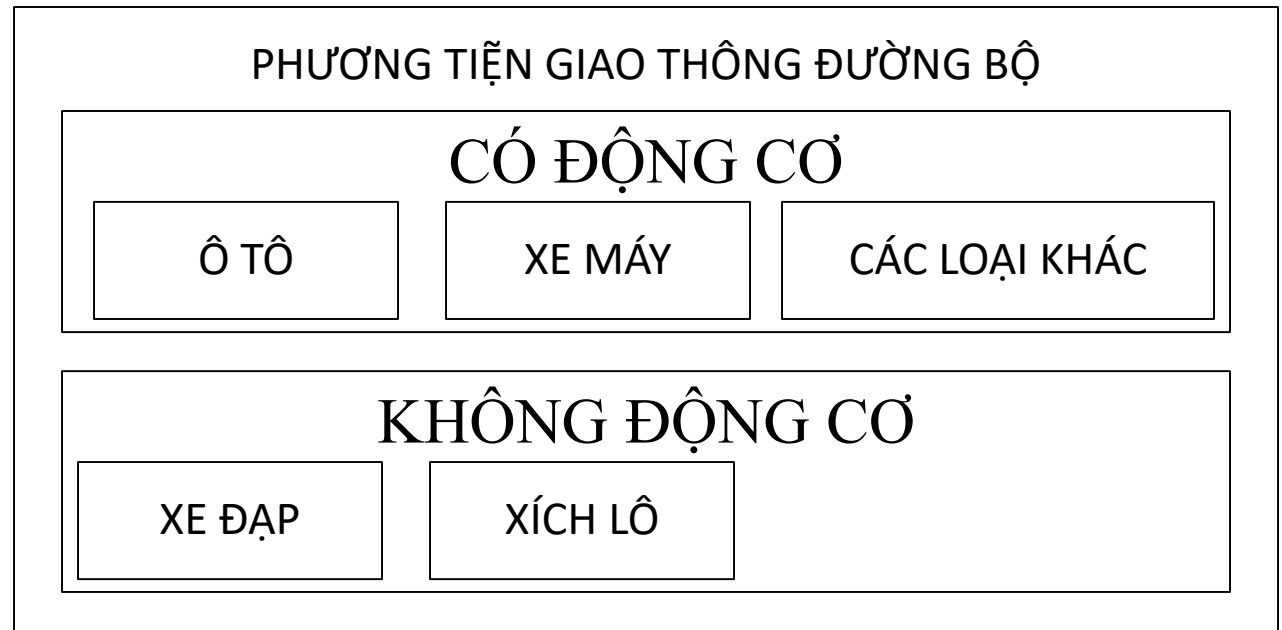 PHƯƠNG TIỄN GIAO THÔNG ĐƯỜNG BỘ
CÓ ĐỘNG CƠ
Ô TÔ XE MÁY CÁC LOẠI KHÁC
KHÔNG ĐỘNG CƠ
XE ĐẠP XÍCH LÔ